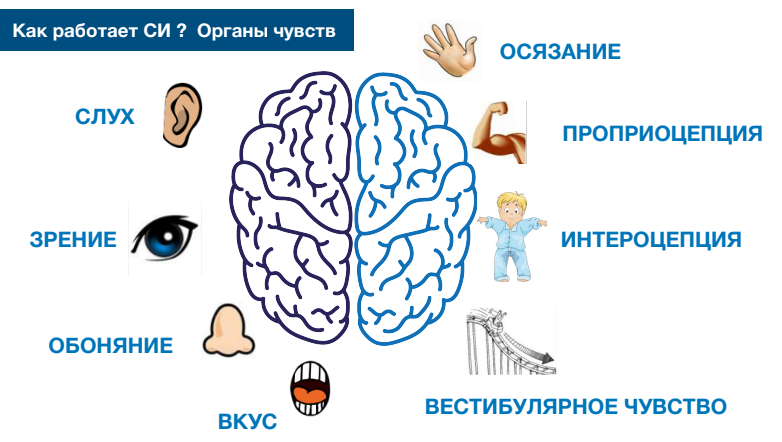 Как работает СИ ? Органы чувств
ОСЯЗАНИЕ
СЛУХ
ПРОПРИОЦЕПЦИЯ
ЗРЕНИЕ
ИНТЕРОЦЕПЦИЯ
ОБОНЯНИЕ
ВЕСТИБУЛЯРНОЕ ЧУВСТВО
ВКУС